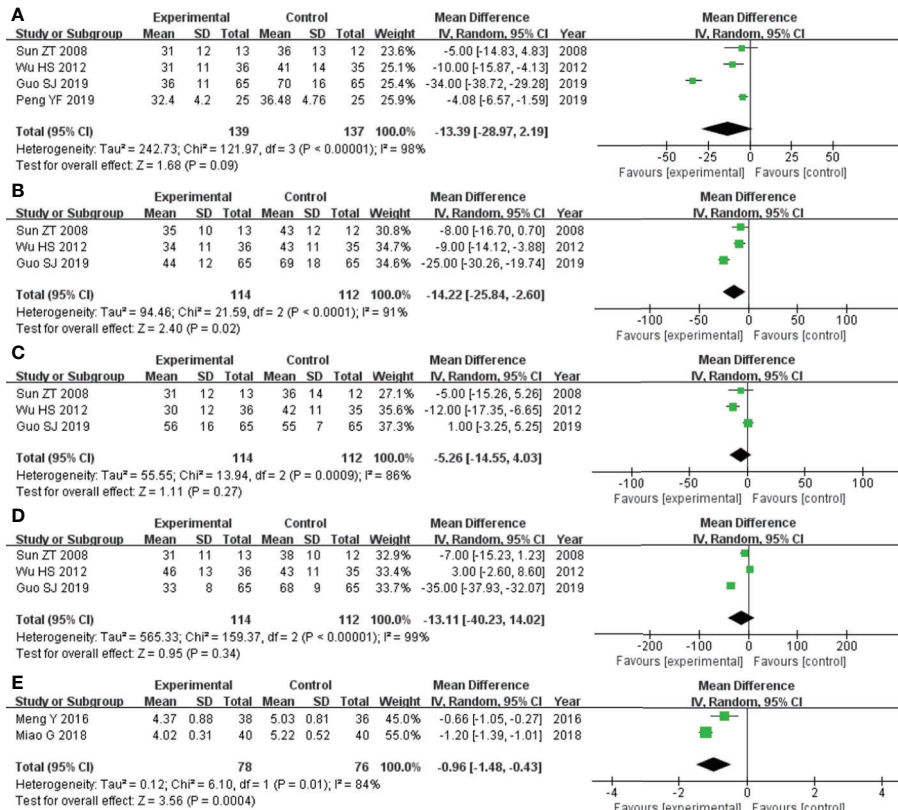 A
Experimental Control Mean Difference Mean Difference
Study or Subgroup Mean SD Total Mean SD Total Weight IV, Random, 95% CI Year IV, Random, 95% CI
Sun ZT 2008 31 12 13 36 13 12 23.6% -5.00 [-14.83, 4.83] 2008
Wu HS 2012 31 11 36 41 14 35 25.1% -10.00 [-15.87, -4.13] 2012
Guo SJ 2019 36 11 65 70 16 65 25.4% -34.00 [-38.72, -29.28] 2019
Peng YF 2019 32.4 4.2 25 36.48 4.76 25 25.9% -4.08 [-6.57, -1.59] 2019
Total (95% CI) 139 137 100.0% -13.39 [-28.97, 2.19]
Heterogeneity: Tau² = 242.73; Chi² = 121.97, df = 3 (P < 0.00001); I² = 98%
Test for overall effect: Z = 1.68 (P = 0.09)
-50 -25 0 25 50
Favours [experimental] Favours [control]
B
Experimental Control Mean Difference Mean Difference
Study or Subgroup Mean SD Total Mean SD Total Weight IV, Random, 95% CI Year IV, Random, 95% CI
Sun ZT 2008 35 10 13 43 12 12 30.8% -8.00 [-16.70, 0.70] 2008
Wu HS 2012 34 11 36 43 11 35 34.7% -9.00 [-14.12, -3.88] 2012
Guo SJ 2019 44 12 65 69 18 65 34.6% -25.00 [-30.26, -19.74] 2019
Total (95% CI) 114 112 100.0% -14.22 [-25.84, -2.60]
Heterogeneity: Tau² = 94.46; Chi² = 21.59, df = 2 (P < 0.0001); I² = 91%
Test for overall effect: Z = 2.40 (P = 0.02)
-100 -50 0 50 100
Favours [experimental] Favours [control]
C
Experimental Control Mean Difference Mean Difference
Study or Subgroup Mean SD Total Mean SD Total Weight IV, Random, 95% CI Year IV, Random, 95% CI
Sun ZT 2008 31 12 13 36 14 12 27.1% -5.00 [-15.26, 5.26] 2008
Wu HS 2012 30 12 36 42 11 35 35.6% -12.00 [-17.35, -6.65] 2012
Guo SJ 2019 56 16 65 55 7 65 37.3% 1.00 [-3.25, 5.25] 2019
Total (95% CI) 114 112 100.0% -5.26 [-14.55, 4.03]
Heterogeneity: Tau² = 55.55; Chi² = 13.94, df = 2 (P = 0.0009); I² = 86%
Test for overall effect: Z = 1.11 (P = 0.27)
-100 -50 0 50 100
Favours [experimental] Favours [control]
D
Experimental Control Mean Difference Mean Difference
Study or Subgroup Mean SD Total Mean SD Total Weight IV, Random, 95% CI Year IV, Random, 95% CI
Sun ZT 2008 31 11 13 38 10 12 32.9% -7.00 [-15.23, 1.23] 2008
Wu HS 2012 46 13 36 43 11 35 33.4% 3.00 [-2.60, 8.60] 2012
Guo SJ 2019 33 8 65 68 9 65 33.7% -35.00 [-37.93, -32.07] 2019
Total (95% CI) 114 112 100.0% -13.11 [-40.23, 14.02]
Heterogeneity: Tau² = 565.33; Chi² = 159.37, df = 2 (P < 0.00001); I² = 99%
Test for overall effect: Z = 0.95 (P = 0.34)
-200 -100 0 100 200
Favours [experimental] Favours [control]
E
Experimental Control Mean Difference Mean Difference
Study or Subgroup Mean SD Total Mean SD Total Weight IV, Random, 95% CI Year IV, Random, 95% CI
Meng Y 2016 4.37 0.88 38 5.03 0.81 36 45.0% -0.66 [-1.05, -0.27] 2016
Miao G 2018 4.02 0.31 40 5.22 0.52 40 55.0% -1.20 [-1.39, -1.01] 2018
Total (95% CI) 78 76 100.0% -0.96 [-1.48, -0.43]
Heterogeneity: Tau² = 0.12; Chi² = 6.10, df = 1 (P = 0.01); I² = 84%
Test for overall effect: Z = 3.56 (P = 0.0004)
-4 -2 0 2 4
Favours [experimental] Favours [control]